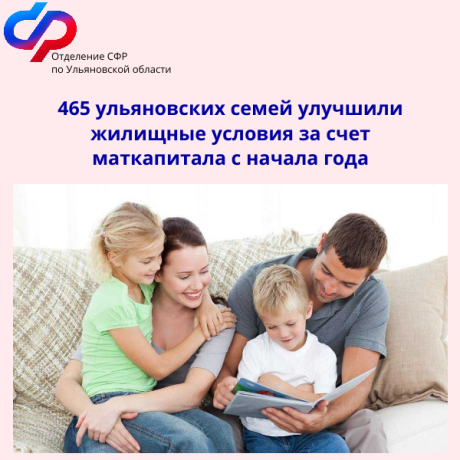 Отделение СФР
по Ульяновской области
465 ульяновских семей улучшили
жилищные условия за счет
маткапитала с начала года